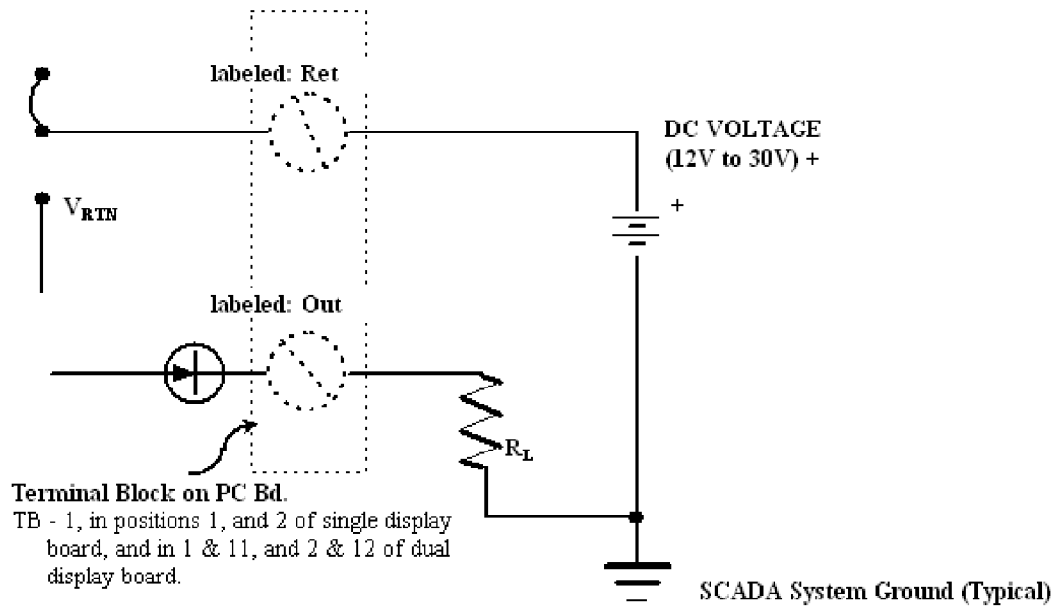 labeled: Ret
DC VOLTAGE
(12V to 30V) +
+
VRTN
labeled: Out
RL
Terminal Block on PC Bd.
TB - 1, in positions 1, and 2 of single display
board, and in 1 & 11, and 2 & 12 of dual
display board.
SCADA System Ground (Typical)